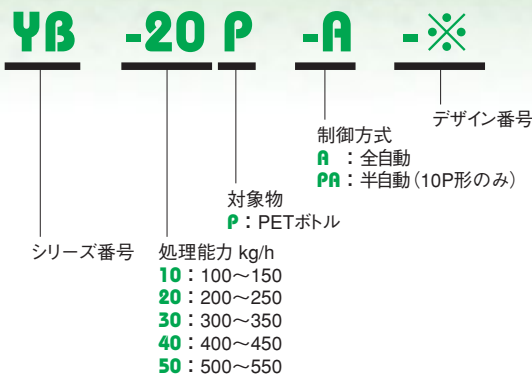 YB -20 P -A -※
デザイン番号
制御方式
A ：全自動
PA：半自動（10P形のみ）
対象物
P：PETボトル
シリーズ番号
処理能力 kg/h
10：100〜150
20：200〜250
30：300〜350
40：400〜450
50：500〜550